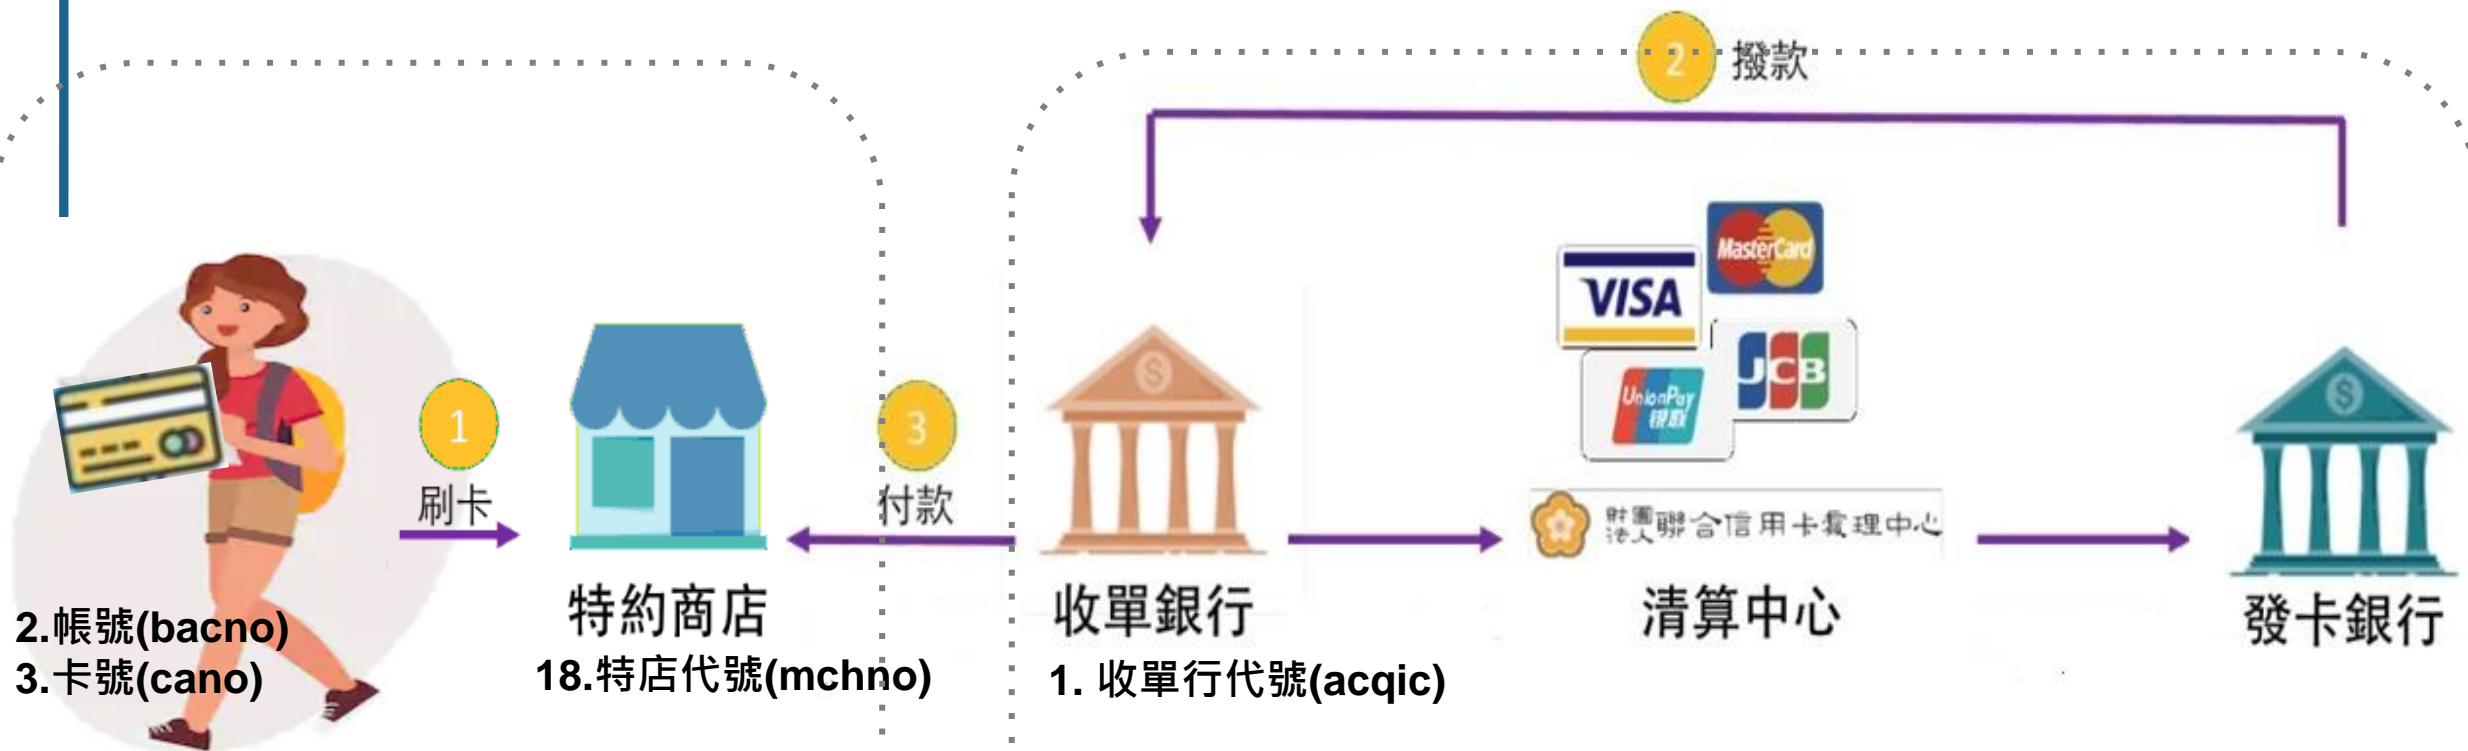 2
撥款
MasterCard
VISA
JCB
UnionPay
银联
1
刷卡
3
付款
財團法人聯合信用卡處理中心
特約商店
收單銀行
清算中心
發卡銀行
2.帳號(bacno)
3.卡號(cano)
18.特店代號(mchno)
1. 收單行代號(acqic)